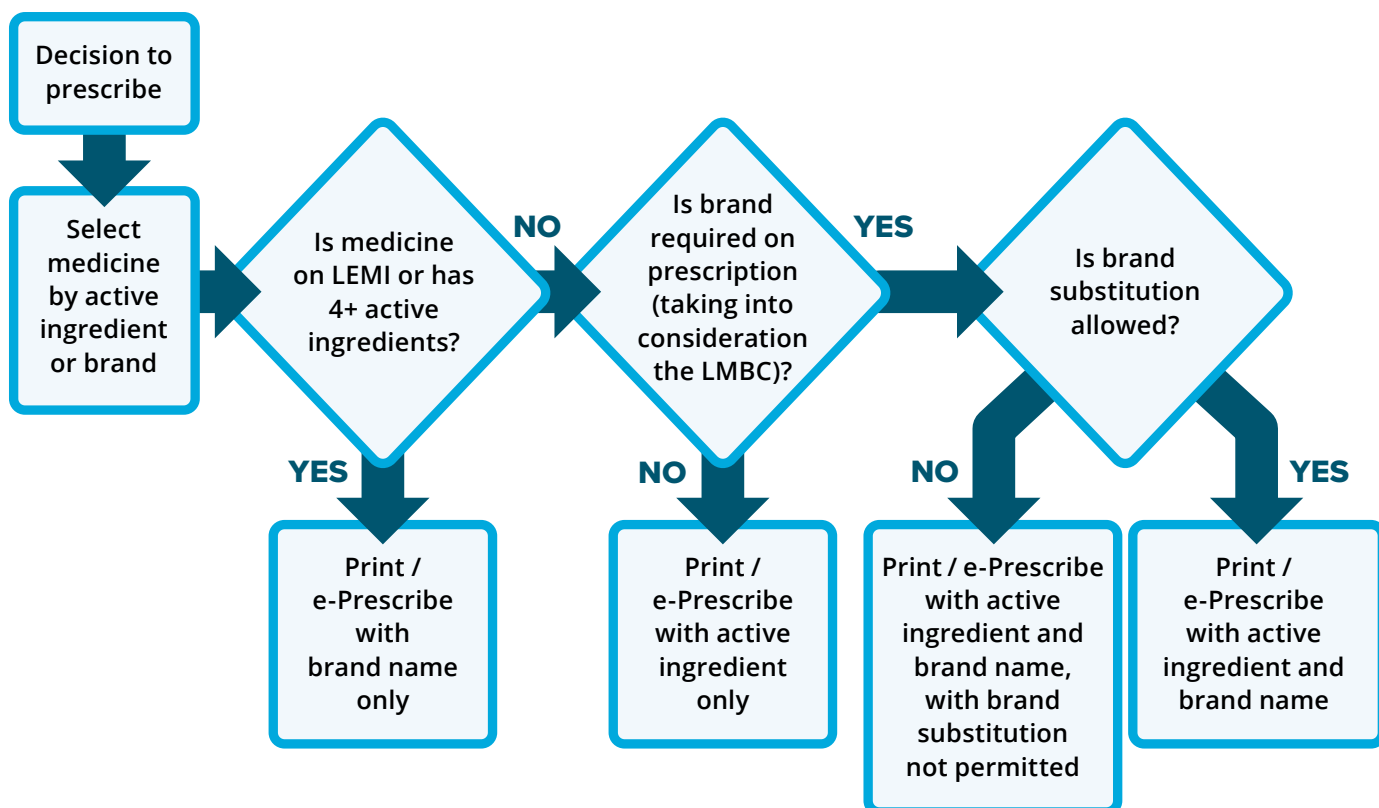 Decision to
prescribe
Select
medicine
by active
ingredient
or brand
Is medicine
on LEMI or has
4+ active
ingredients?
NO
YES
Is brand
required on
prescription
(taking into
consideration
the LMBC)?
YES
NO
Is brand
substitution
allowed?
NO
YES
Print /
e-Prescribe
with
brand name
only
Print /
e-Prescribe
with active
ingredient
only
Print / e-Prescribe
with active
ingredient and
brand name,
with brand
substitution
not permitted
Print /
e-Prescribe
with active
ingredient and
brand name